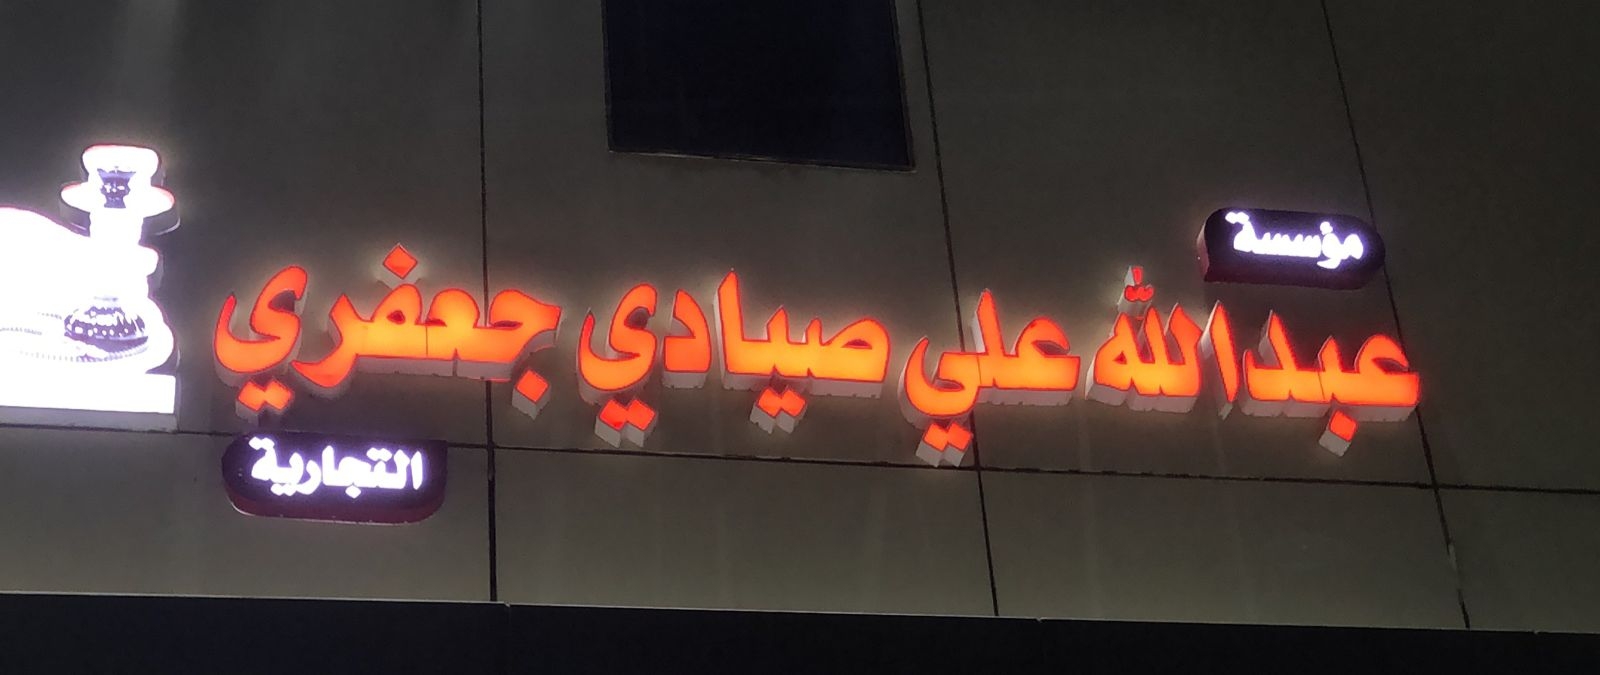 مؤسسة
عبدالله علي صيادي جعفري
التجارية